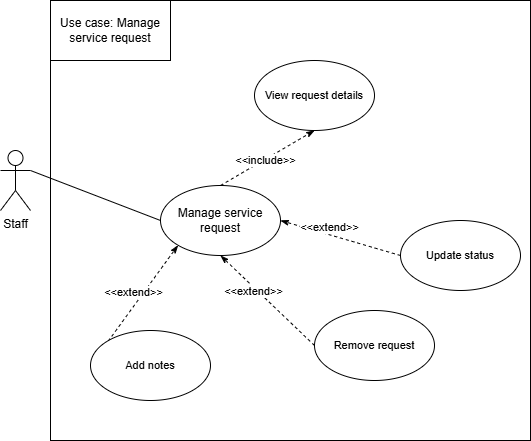 Use case: Manage
service request
View request details
<<include>>
Staff
Manage service
request
<<extend>>
Update status
<<extend>>
<<extend>>
Remove request
Add notes